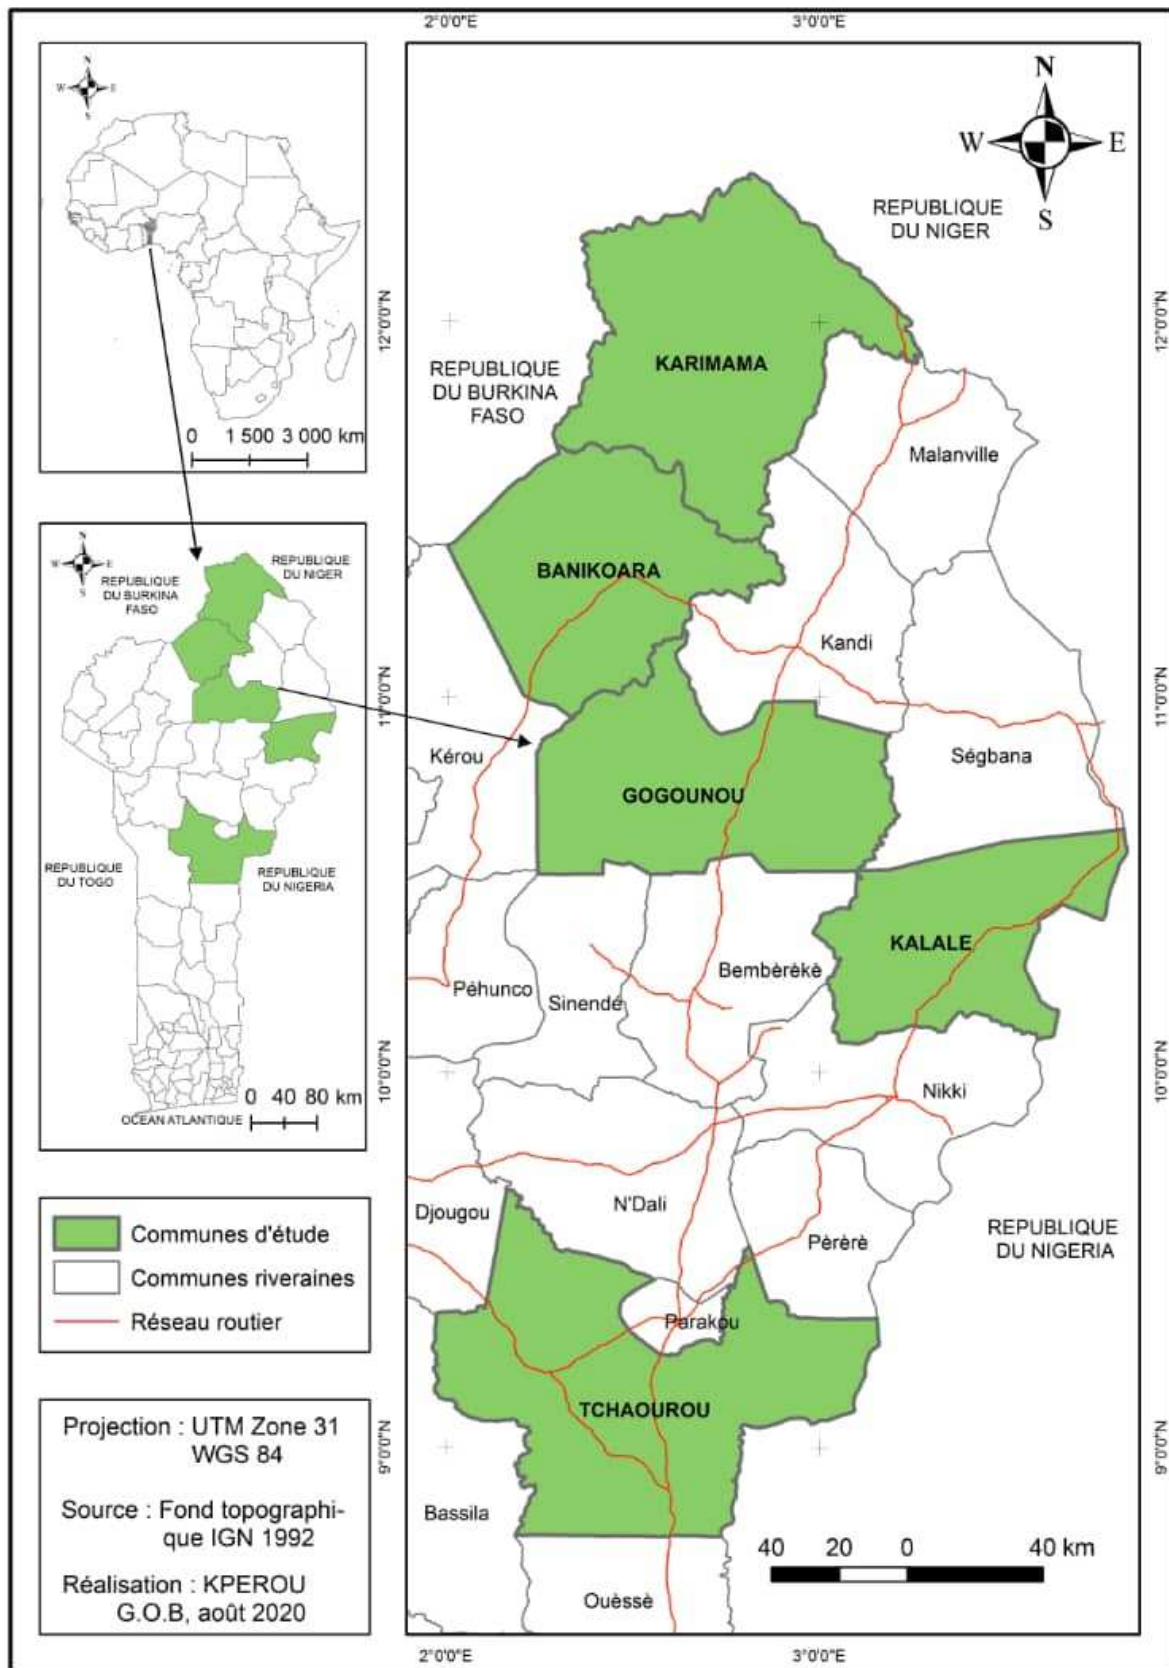 2°0'0"E
3°0'0"E
N
W
E
S
0 1 500 3 000 km
N
W
E
S
REPUBLIQUE
DU NIGER
REPUBLIQUE
DU BURKINA
FASO
REPUBLIQUE
DU TOGO
REPUBLIQUE
DU NIGERIA
0 40 80 km
OCEAN ATLANTIQUE
Communes d'étude
Communes riveraines
Réseau routier
Projection : UTM Zone 31
WGS 84
Source : Fond topographi-
que IGN 1992
Réalisation : KPEROU
G.O.B, août 2020
N
W
E
S
REPUBLIQUE
DU NIGER
12°0'0"N
12°0'0"N
KARIMAMA
REPUBLIQUE
DU BURKINA
FASO
Malanville
BANIKOARA
Kandi
11°0'0"N
11°0'0"N
Kérou
Ségbana
GOGOUNOU
KALALE
Bembèrèkè
Péhunco
Sinendé
10°0'0"N
10°0'0"N
Nikki
Djougou
N'Dali
Pèrèrè
REPUBLIQUE
DU NIGERIA
Parakou
TCHAOUROU
9°0'0"N
9°0'0"N
Bassila
40 20 0 40 km
Ouèssè
2°0'0"E
3°0'0"E